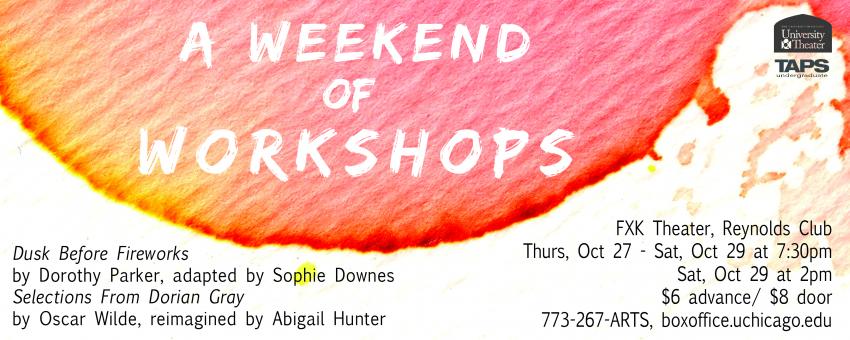 A WEEKEND
OF
WORKSHOPS
University
Theater
TAPS
undergraduate
Dusk Before Fireworks
by Dorothy Parker, adapted by Sophie Downes
Selections From Dorian Gray
by Oscar Wilde, reimagined by Abigail Hunter
FXK Theater, Reynolds Club
Thurs, Oct 27 - Sat, Oct 29 at 7:30pm
Sat, Oct 29 at 2pm
$6 advance/ $8 door
773-267-ARTS, boxoffice.uchicago.edu